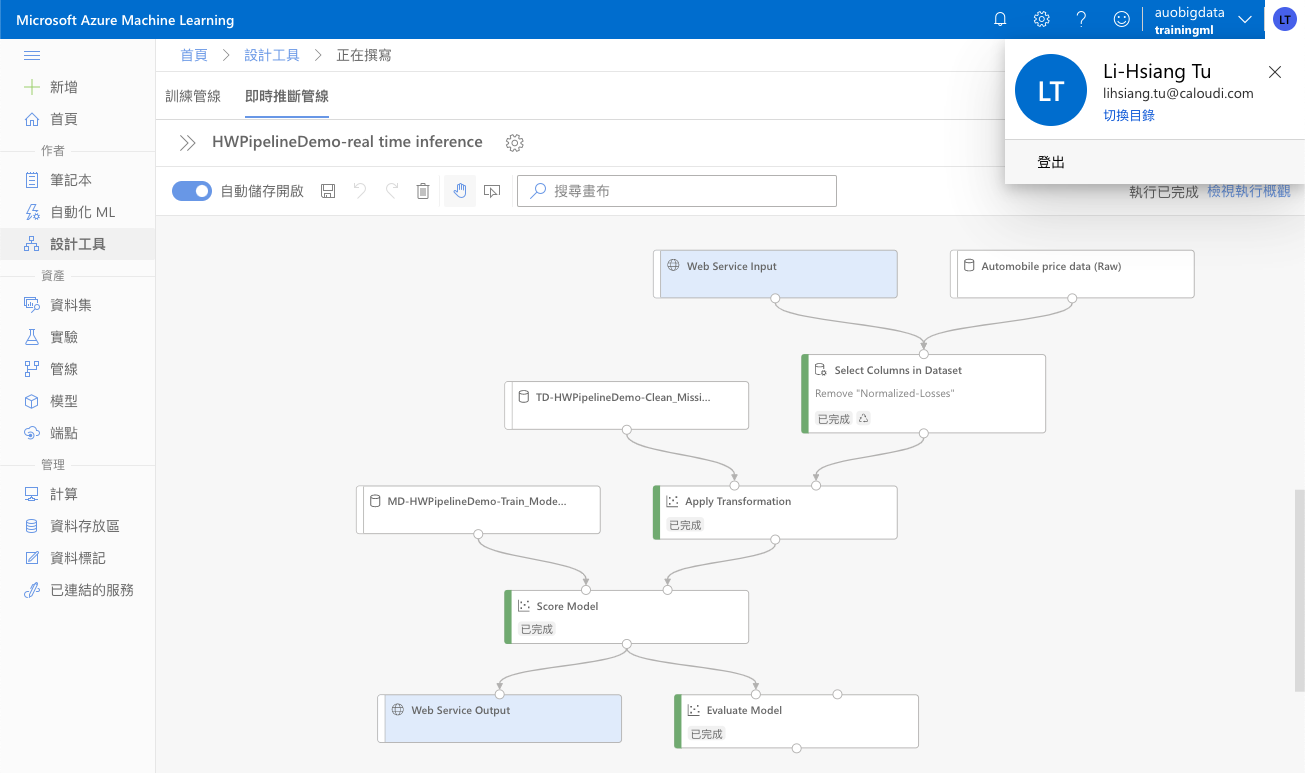 Microsoft Azure Machine Learning
auobigdata
trainingml
LT
LT
Li-Hsiang Tu
lihsiang.tu@caloudi.com
切換目錄
登出
新增
首頁
作者
筆記本
自動化 ML
設計工具
資產
資料集
實驗
管線
模型
端點
管理
計算
資料存放區
資料標記
已連結的服務
首頁 > 設計工具 > 正在撰寫
訓練管線 即時推斷管線
HWPipelineDemo-real time inference
自動儲存開啟
搜尋畫布
執行已完成 檢視執行概觀
Web Service Input
Automobile price data (Raw)
Select Columns in Dataset
Remove "Normalized-Losses"
已完成
TD-HWPipelineDemo-Clean_Missi...
MD-HWPipelineDemo-Train_Mode...
Apply Transformation
已完成
Score Model
已完成
Web Service Output
Evaluate Model
已完成